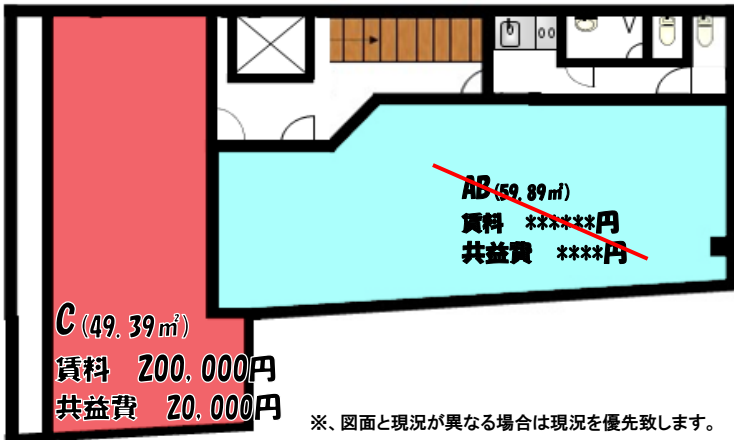 AB(59.89㎡)
賃料 ******円
共益費 ****円
C(49.39㎡)
賃料 200,000円
共益費 20,000円
※、図面と現況が異なる場合は現況を優先致します。